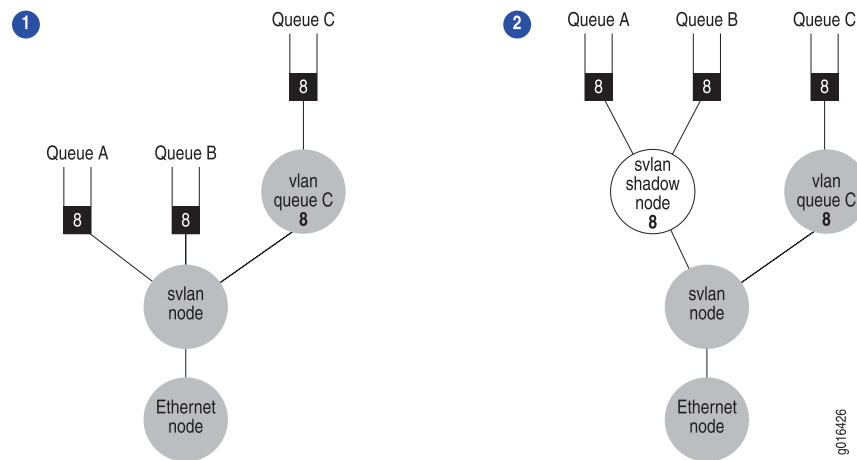 1
Queue C
8
Queue A
Queue B
vlan
queue C
8
8
8
svlan
node
Ethernet
node
2
Queue A
Queue B
Queue C
8
8
8
svlan
shadow
node
8
vlan
queue C
8
svlan
node
Ethernet
node
g016426